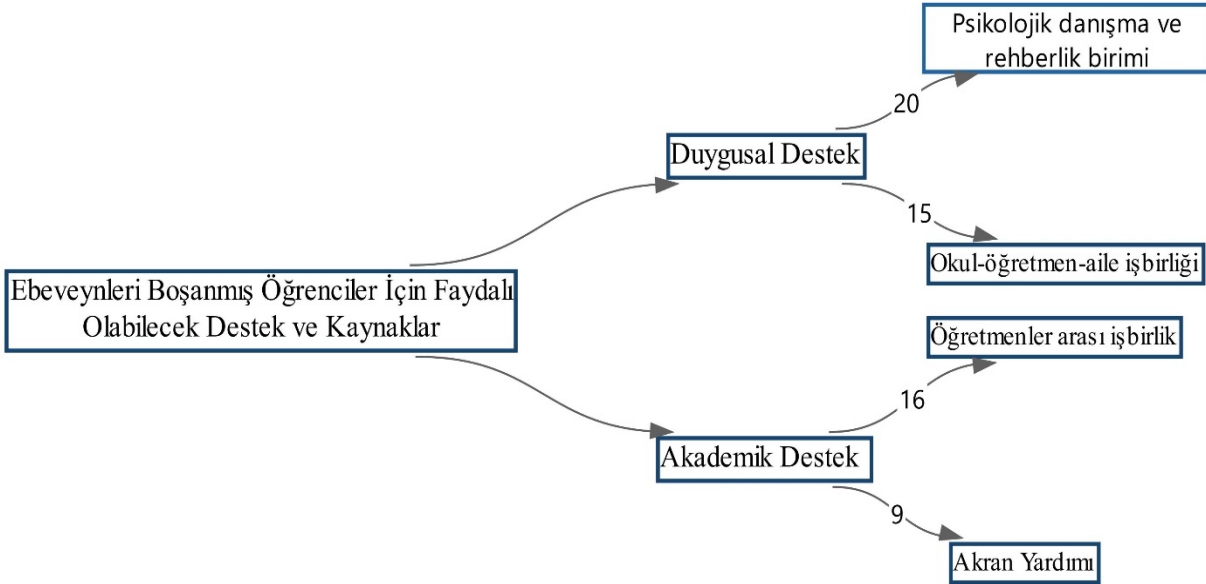 Psikolojik danışma ve
rehberlik birimi
20
Duygusal Destek
15
Okul-öğretmen-aile işbirliği
Ebeveynleri Boşanmış Öğrenciler İçin Faydalı
Olabilecek Destek ve Kaynaklar
Öğretmenler arası işbirlik
16
Akademik Destek
9
Akran Yardımı